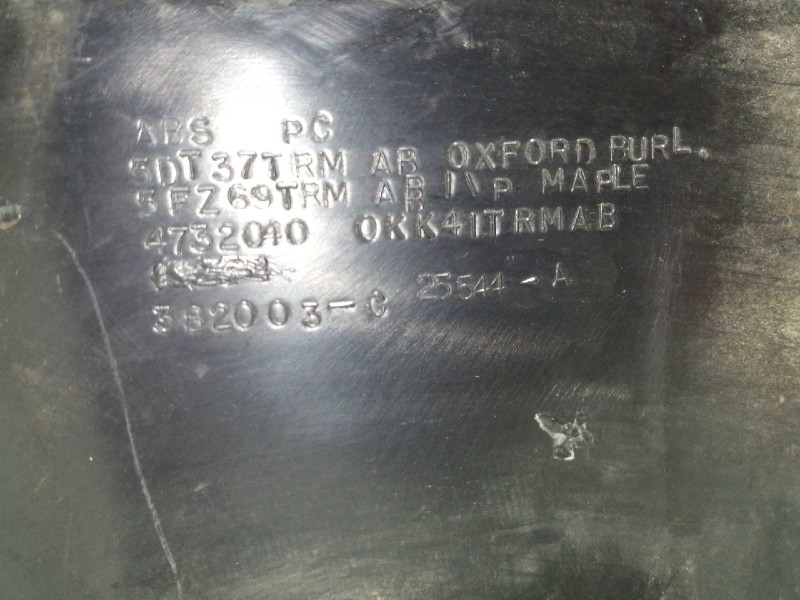 ABS PC
5DT37TRM AB OXFORD BURL.
5FZ69TRM AB I\P MAPLE
4732040 0KK41TRMAB
25544-A
382003-C